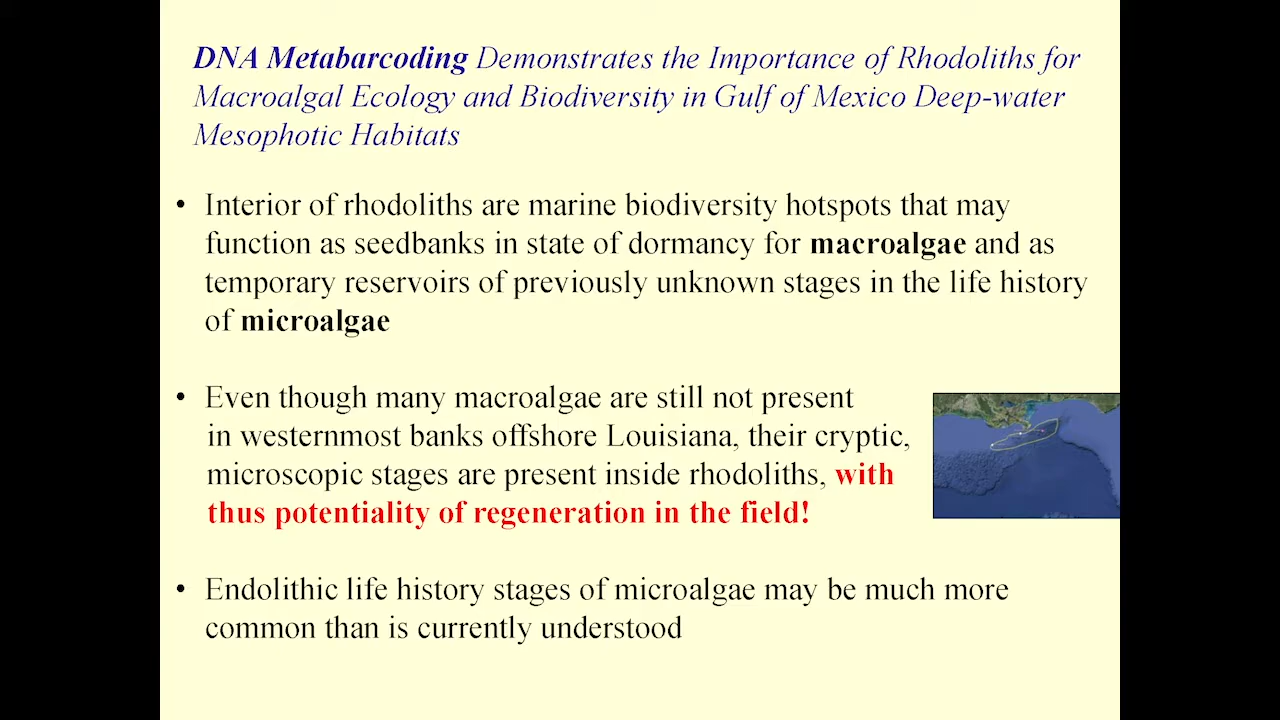 DNA Metabarcoding Demonstrates the Importance of Rhodoliths for
Macroalgal Ecology and Biodiversity in Gulf of Mexico Deep-water
Mesophotic Habitats
• Interior of rhodoliths are marine biodiversity hotspots that may
function as seedbanks in state of dormancy for macroalgae and as
temporary reservoirs of previously unknown stages in the life history
of microalgae
• Even though many macroalgae are still not present
in westernmost banks offshore Louisiana, their cryptic,
microscopic stages are present inside rhodoliths, with
thus potentiality of regeneration in the field!
• Endolithic life history stages of microalgae may be much more
common than is currently understood